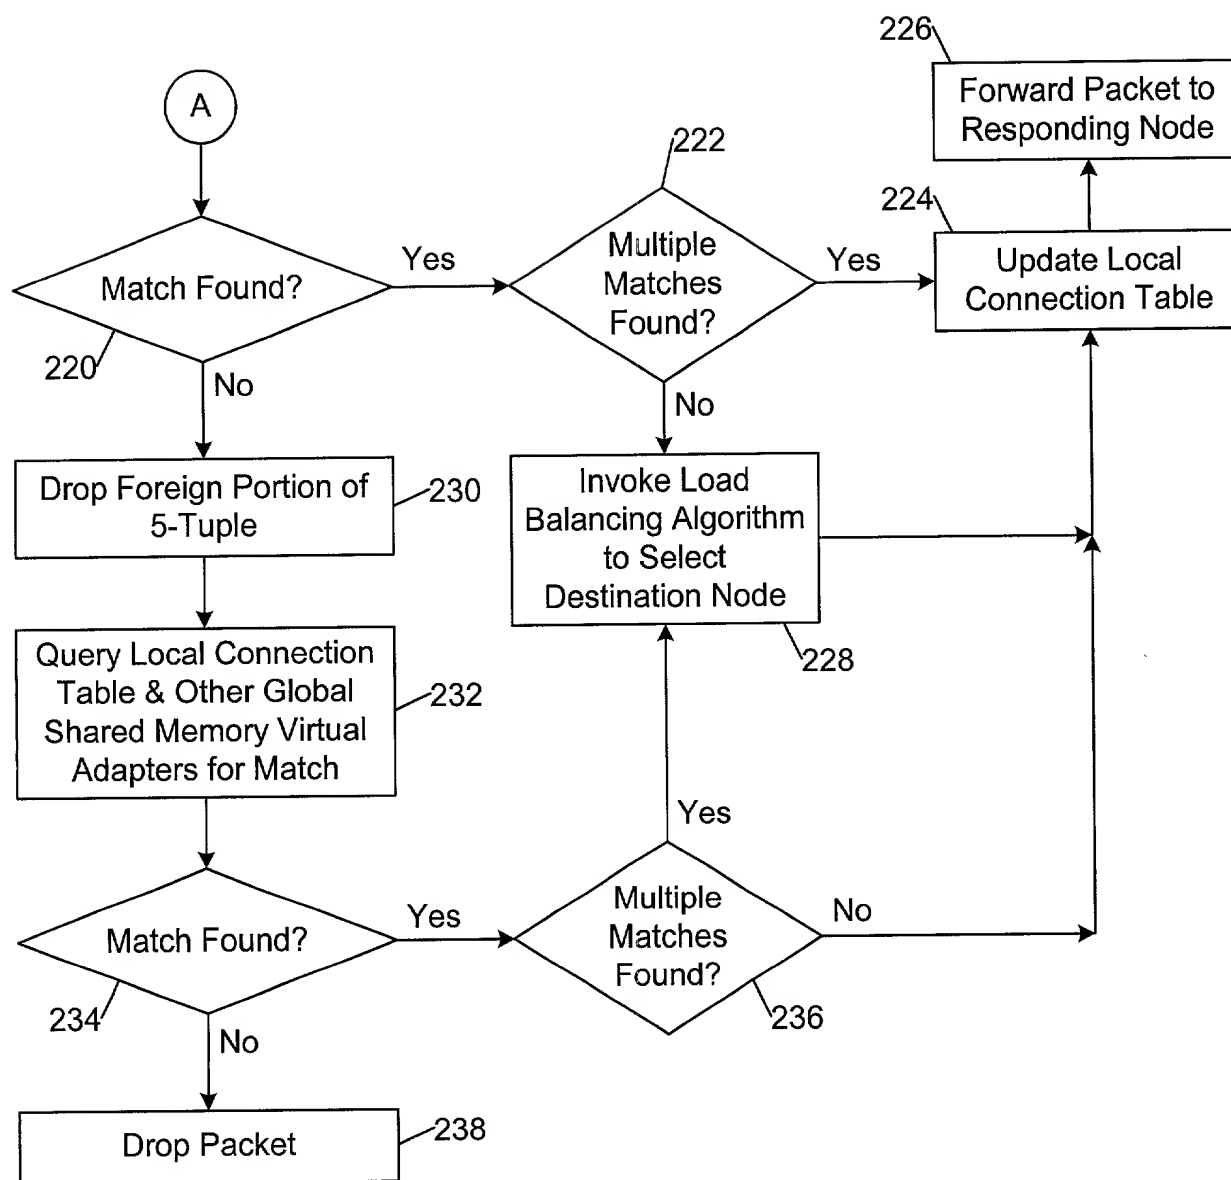 226
Forward Packet to
Responding Node
A
222
224
Match Found?
Yes
Multiple
Matches
Found?
Yes
Update Local
Connection Table
220
No
No
Drop Foreign Portion of
5-Tuple
230
Invoke Load
Balancing Algorithm
to Select
Destination Node
228
Query Local Connection
Table & Other Global
Shared Memory Virtual
Adapters for Match
232
Yes
Match Found?
Yes
Multiple
Matches
Found?
No
234
236
No
Drop Packet
238